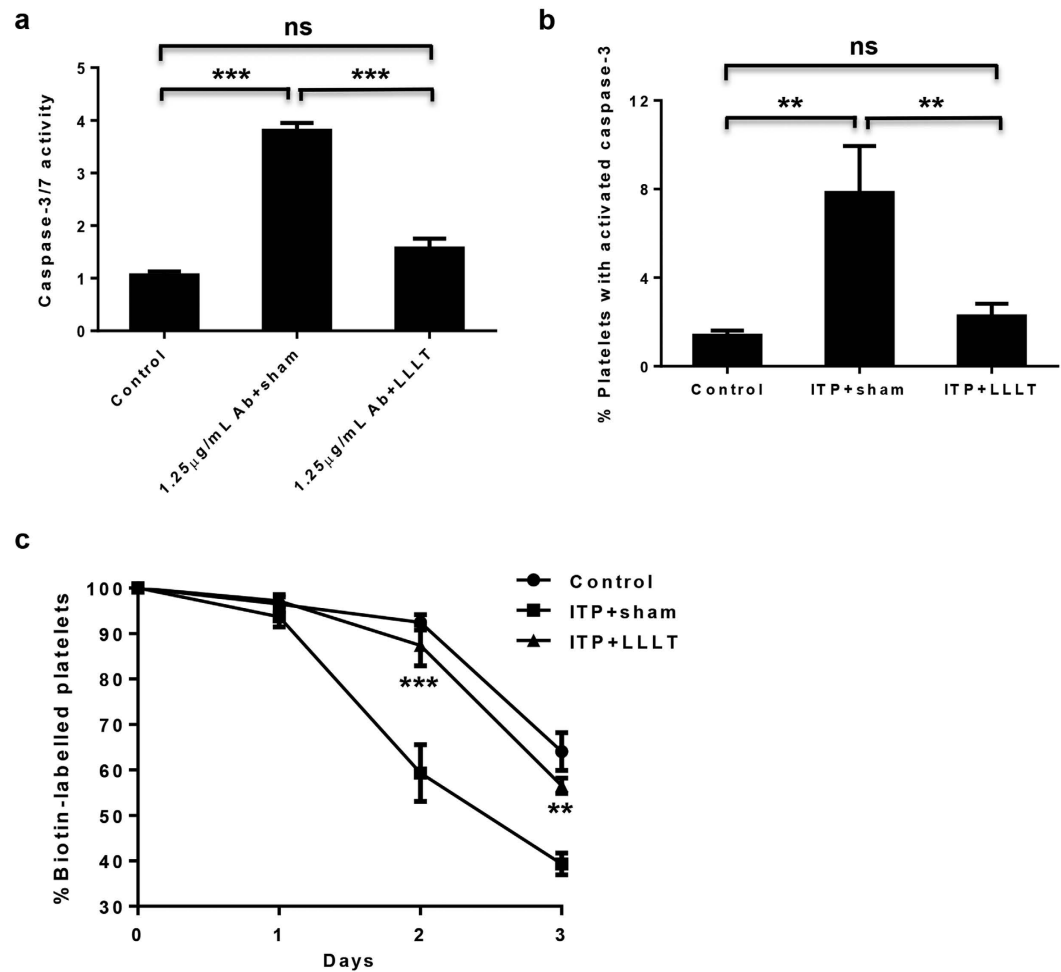 a
ns
***
***
5
4
3
2
1
0
Caspase-3/7 activity
Control
1.25μg/mL Ab+sham
1.25μg/mL Ab+LLLT
b
ns
**
**
12
8
4
0
% Platelets with activated caspase-3
Control
ITP+sham
ITP+LLLT
c
Control
ITP+sham
ITP+LLLT
100
90
80
70
60
50
40
30
% Biotin-labelled platelets
***
**
0
1
2
3
Days